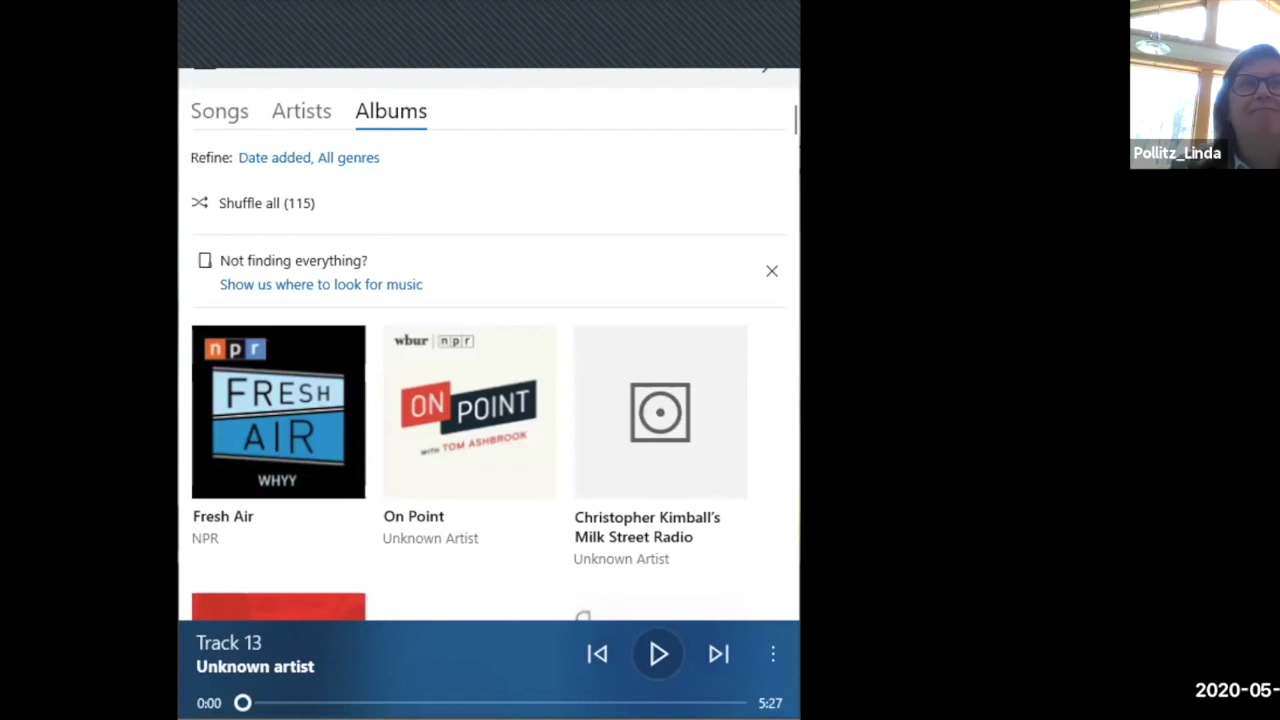 Songs Artists Albums
Refine: Date added, All genres
Shuffle all (115)
Not finding everything?
Show us where to look for music
npr
FRESH
AIR
WHYY
wbur npr
ON POINT
with TOM ASHBROOK
Fresh Air
NPR
On Point
Unknown Artist
Christopher Kimball's
Milk Street Radio
Unknown Artist
Track 13
Unknown artist
0:00
5:27
Pollitz_Linda
2020-05-